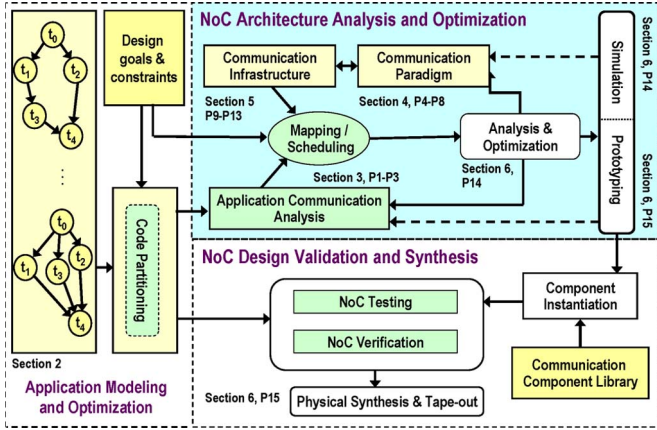 NoC Architecture Analysis and Optimization
t0
t1
t2
t3
t4
Design
goals &
constraints
Communication
Infrastructure
Communication
Paradigm
Section 5
P9-P13
Section 4, P4-P8
Mapping /
Scheduling
Analysis &
Optimization
Section 3, P1-P3
Section 6,
P14
Application Communication
Analysis
Simulation
Prototyping
Section 6, P14
Section 6, P15
t0
t1
t3
t2
t4
Code Partitioning
NoC Design Validation and Synthesis
NoC Testing
NoC Verification
Component
Instantiation
Communication
Component Library
Section 2
Application Modeling
and Optimization
Section 6, P15
Physical Synthesis & Tape-out